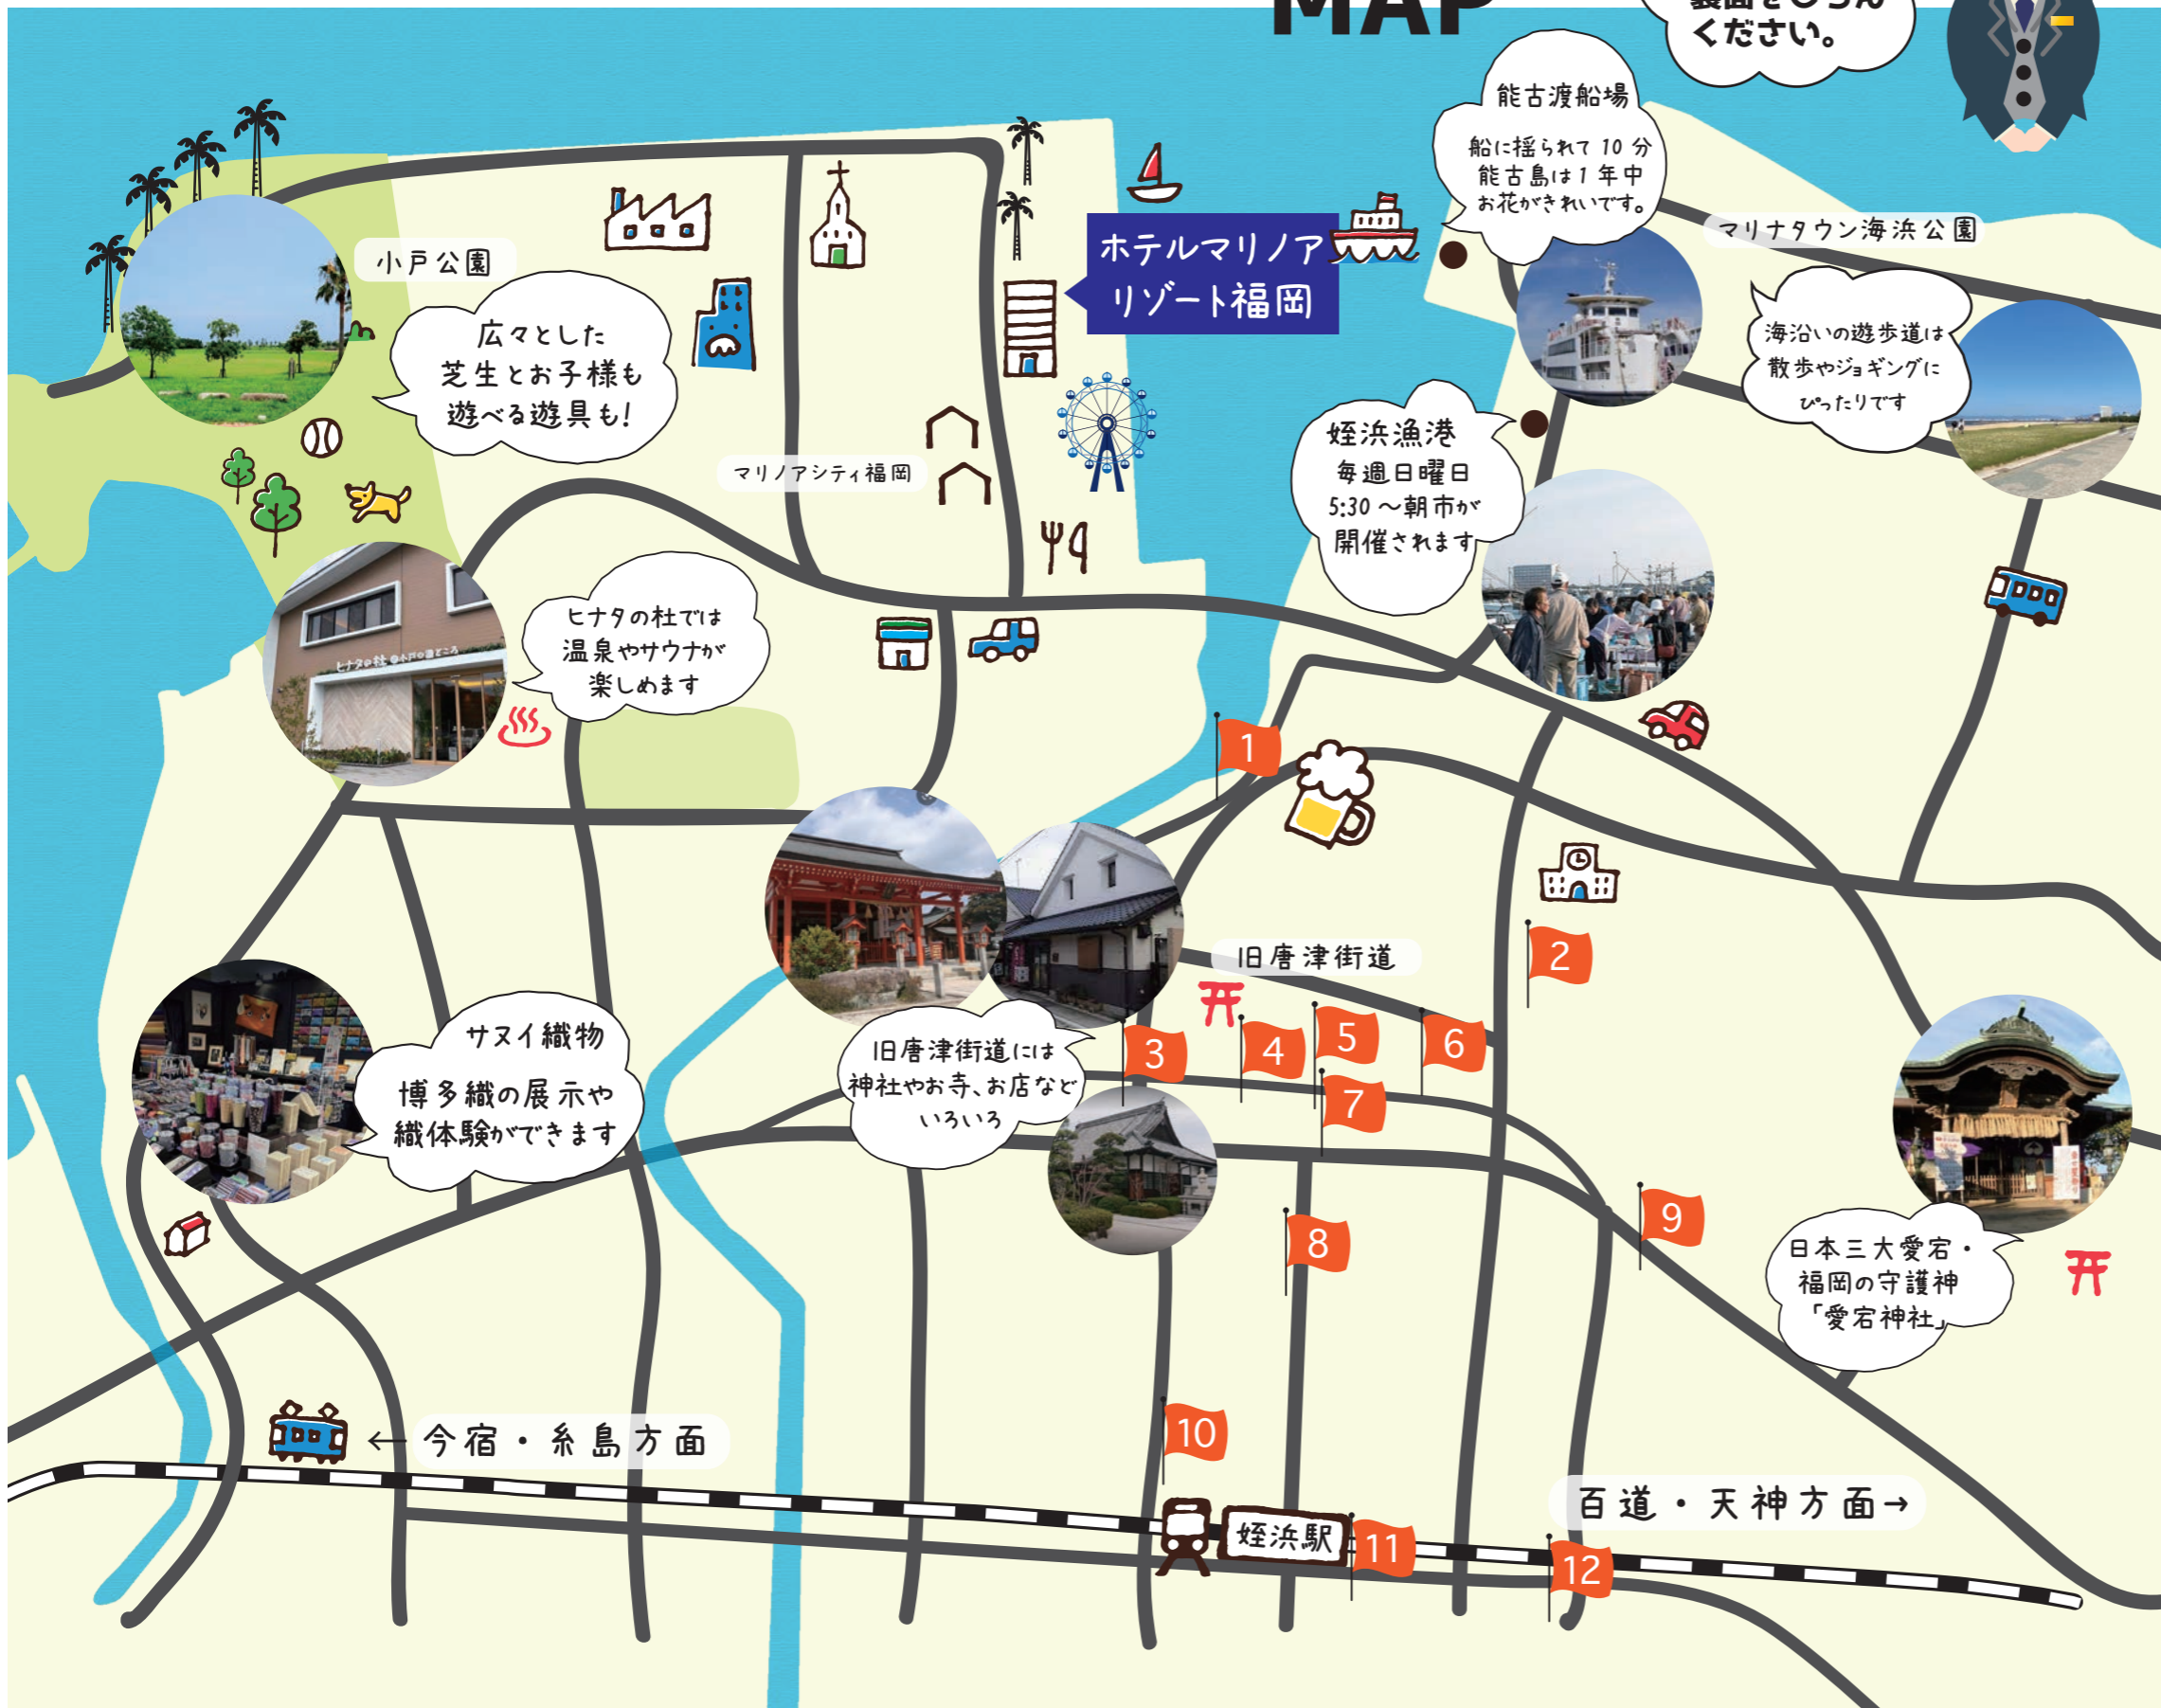 MAP
ください。
能古渡船場
船に揺られて 10 分
能古島は 1 年中
お花がきれいです。
マリナタウン海浜公園
海沿いの遊歩道は
散歩やジョギングに
ぴったりです
小戸公園
広々とした
芝生とお子様も
遊べる遊具も!
ホテルマリノア
リゾート福岡
マリノアシティ福岡
姪浜漁港
毎週日曜日
5:30 〜朝市が
開催されます
ヒナタの杜では
温泉やサウナが
楽しめます
ヒナタの杜 小戸の湯どころ
1
2
旧唐津街道
3
4
5
6
7
旧唐津街道には
神社やお寺、お店など
いろいろ
サヌイ織物
博多織の展示や
織体験ができます
8
9
日本三大愛宕・
福岡の守護神
「愛宕神社」
← 今宿・糸島方面
10
百道・天神方面→
姪浜駅
11
12